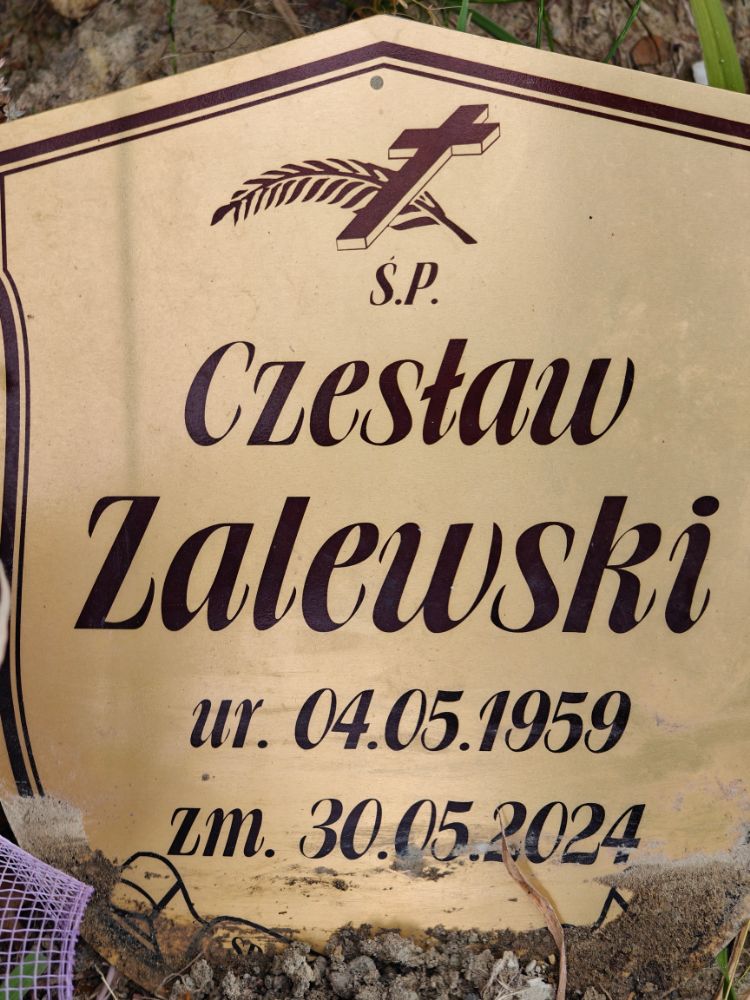 Ś.P.
Czesław
Zalewski
ur. 04.05.1959
zm. 30.05.2024